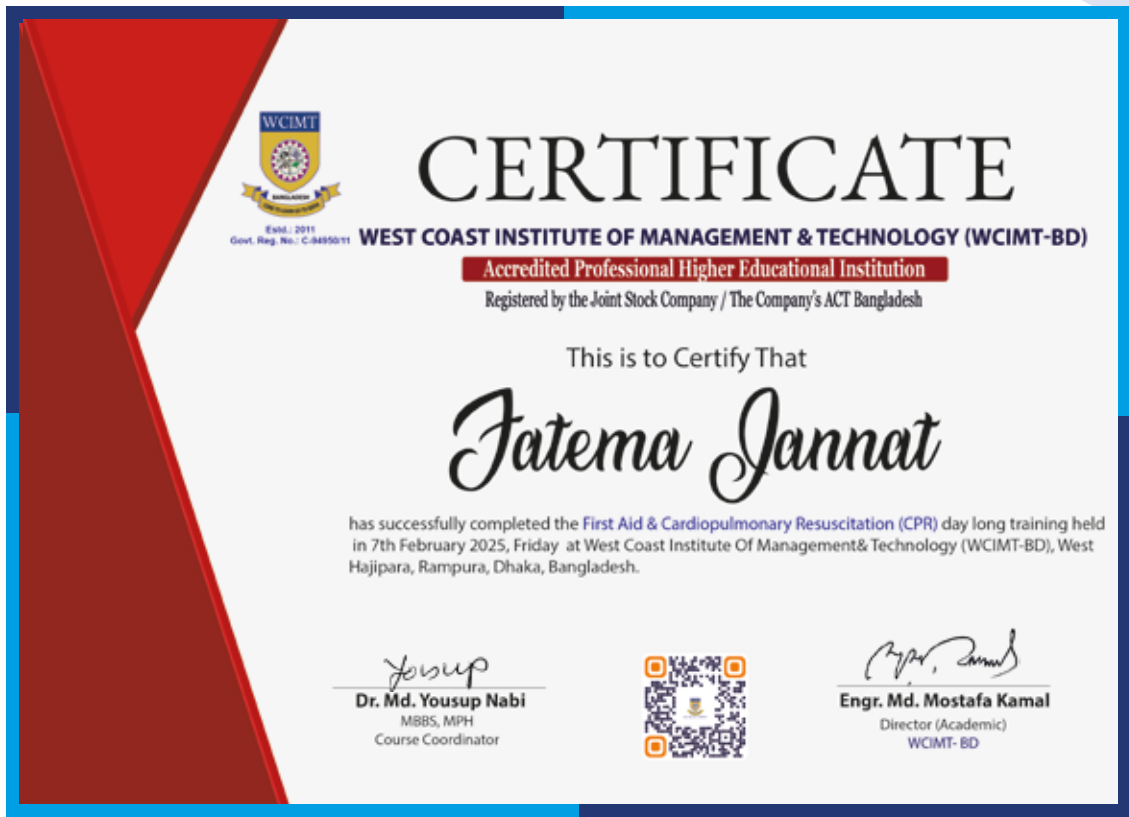 WCIMT
BANGLADESH
Estd.: 2011
Govt. Reg. No.: C-94950/11
CERTIFICATE
WEST COAST INSTITUTE OF MANAGEMENT & TECHNOLOGY (WCIMT-BD)
Accredited Professional Higher Educational Institution
Registered by the Joint Stock Company / The Company's ACT Bangladesh
This is to Certify That
Fatema Jannat
has successfully completed the First Aid & Cardiopulmonary Resuscitation (CPR) day long training held
in 7th February 2025, Friday at West Coast Institute Of Management& Technology (WCIMT-BD), West
Hajipara, Rampura, Dhaka, Bangladesh.
Yousup
Dr. Md. Yousup Nabi
MBBS, MPH
Course Coordinator
Engr. Md. Mostafa Kamal
Director (Academic)
WCIMT- BD